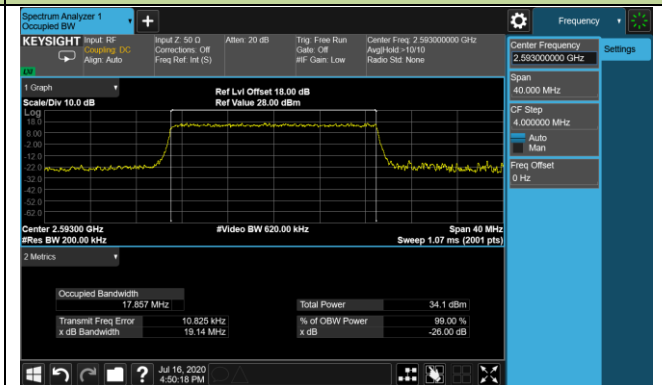 Spectrum Analyzer 1
Occupied BW
+
Frequency
KEYSIGHT
Input: RF
Coupling: DC
Align: Auto
Input Z: 50 Ω
Corrections: Off
Freq Ref: Int (S)
Atten: 20 dB
Trig: Free Run
Gate: Off
#IF Gain: Low
Center Freq: 2.593000000 GHz
Avg|Hold:>10/10
Radio Std: None
LU
Center Frequency
2.593000000 GHz
Settings
Span
40.000 MHz
CF Step
4.000000 MHz
Auto
Man
Freq Offset
0 Hz
1 Graph
Scale/Div 10.0 dB
Ref Lvl Offset 18.00 dB
Ref Value 28.00 dBm
Log
18.0
8.00
-2.00
-12.0
-22.0
-32.0
-42.0
-52.0
-62.0
Center 2.59300 GHz
#Video BW 620.00 kHz
Span 40 MHz
#Res BW 200.00 kHz
Sweep 1.07 ms (2001 pts)
2 Metrics
Occupied Bandwidth
17.857 MHz
Total Power 34.1 dBm
Transmit Freq Error 10.825 kHz
% of OBW Power 99.00 %
x dB Bandwidth 19.14 MHz
x dB -26.00 dB
?
Jul 16, 2020
4:50:18 PM